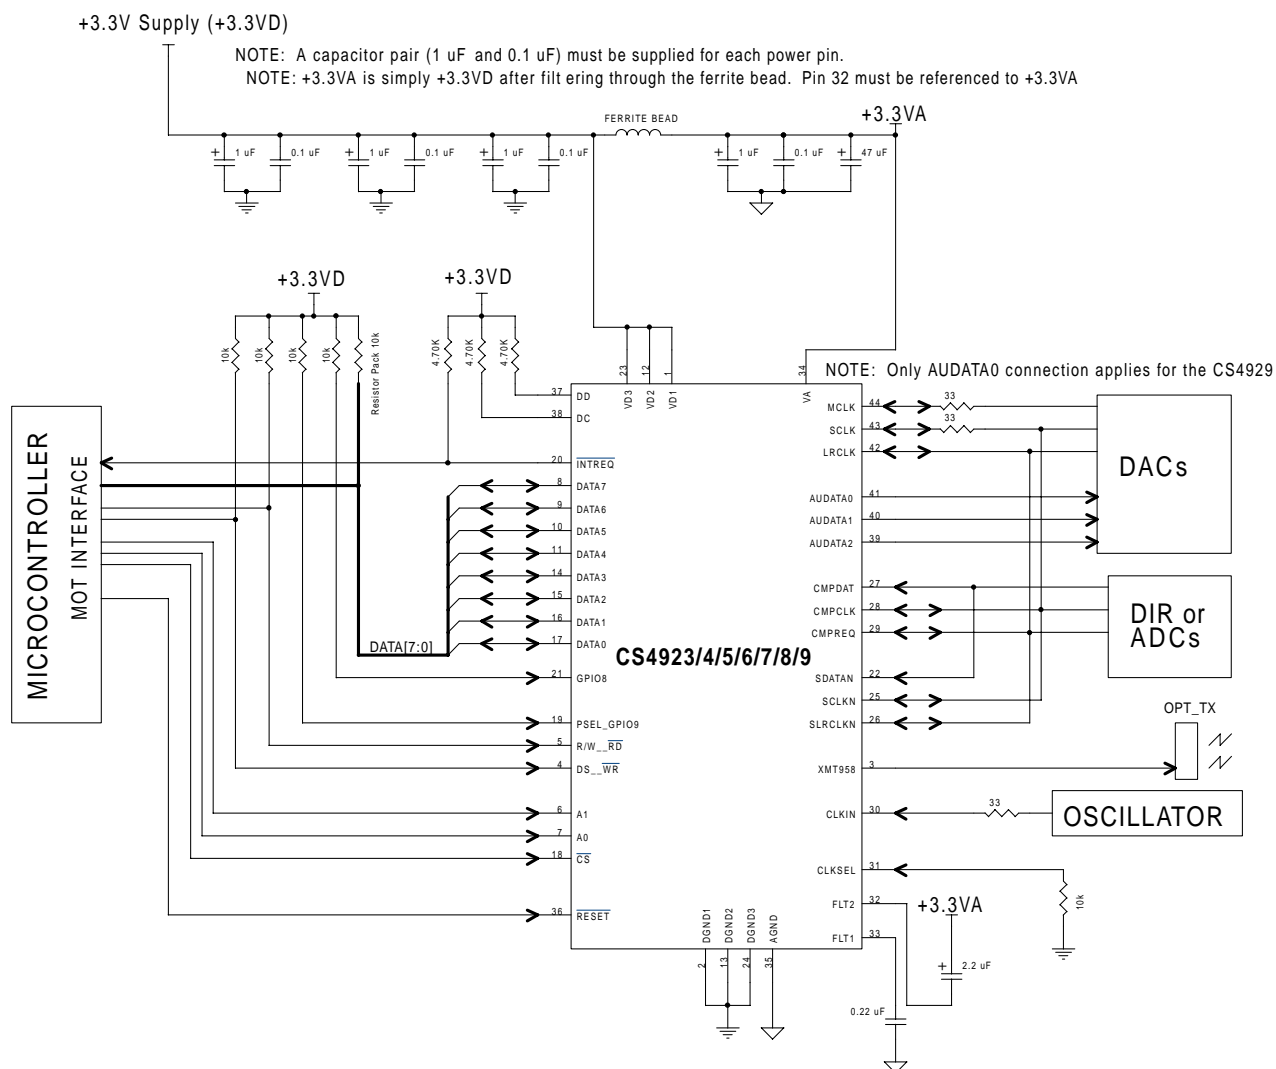 +3.3V Supply (+3.3VD)
NOTE: A capacitor pair (1 uF and 0.1 uF) must be supplied for each power pin.
NOTE: +3.3VA is simply +3.3VD after filt ering through the ferrite bead. Pin 32 must be referenced to +3.3VA
FERRITE BEAD
+3.3VA
+ 1 uF
0.1 uF
+ 1 uF
0.1 uF
+ 1 uF
0.1 uF
+ 1 uF
0.1 uF
+ 47 uF
+3.3VD
+3.3VD
10k
10k
10k
10k
Resistor Pack 10k
4.70K
4.70K
4.70K
23
12
1
34
VD3
VD2
VD1
VA
NOTE: Only AUDATA0 connection applies for the CS4929
MICROCONTROLLER
MOT INTERFACE
DATA[7:0]
37 DD
38 DC
20 INTREQ
8 DATA7
9 DATA6
10 DATA5
11 DATA4
14 DATA3
15 DATA2
16 DATA1
17 DATA0
21 GPIO8
19 PSEL_GPIO9
5 R/W__RD
4 DS__WR
6 A1
7 A0
18 CS
36 RESET
CS4923/4/5/6/7/8/9
MCLK 44
33
SCLK 43
33
LRCLK 42
AUDATA0 41
AUDATA1 40
AUDATA2 39
DACs
CMPDAT 27
CMPCLK 28
CMPREQ 29
DIR or
ADCs
SDATAN 22
SCLKN 25
SLRCLKN 26
OPT_TX
XMT958 3
CLKIN 30
33
OSCILLATOR
CLKSEL 31
10k
FLT2 32
+3.3VA
FLT1 33
+ 2.2 uF
0.22 uF
DGND1
DGND2
DGND3
AGND
2
13
24
35